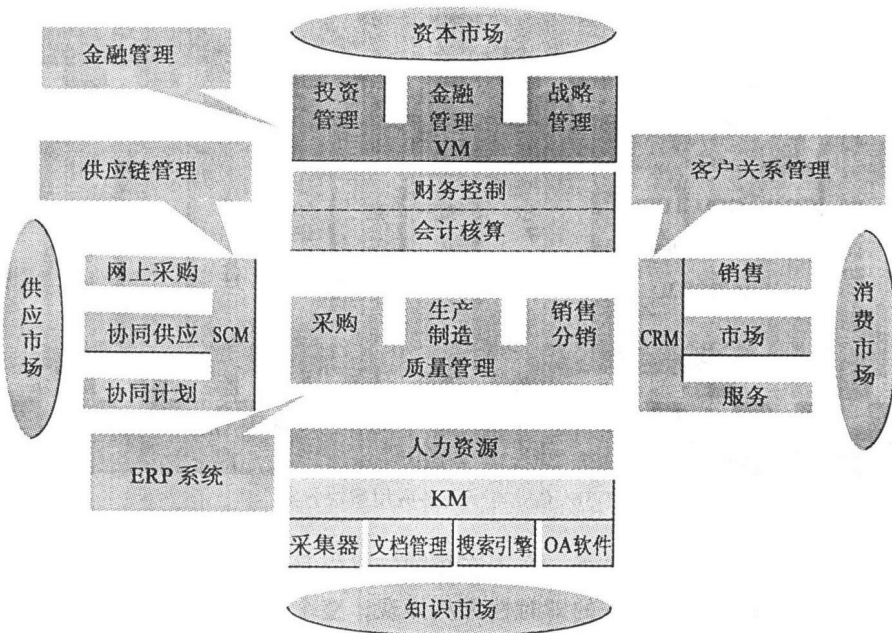 资本市场
金融管理
投资
管理
金融
管理
战略
管理
VM
供应链管理
客户关系管理
财务控制
会计核算
供应市场
网上采购
协同供应
协同计划
SCM
采购
生产
制造
销售
分销
质量管理
CRM
销售
市场
服务
消费市场
ERP系统
人力资源
KM
采集器
文档管理
搜索引擎
OA软件
知识市场